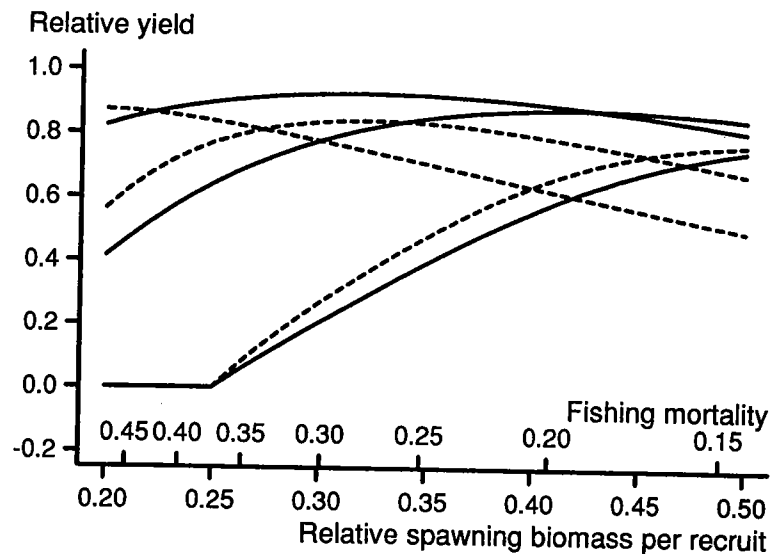 Relative yield
1.0
0.8
0.6
0.4
0.2
0.0
-0.2
Fishing mortality
0.45 0.40 0.35 0.30 0.25 0.20 0.15
0.20 0.25 0.30 0.35 0.40 0.45 0.50
Relative spawning biomass per recruit